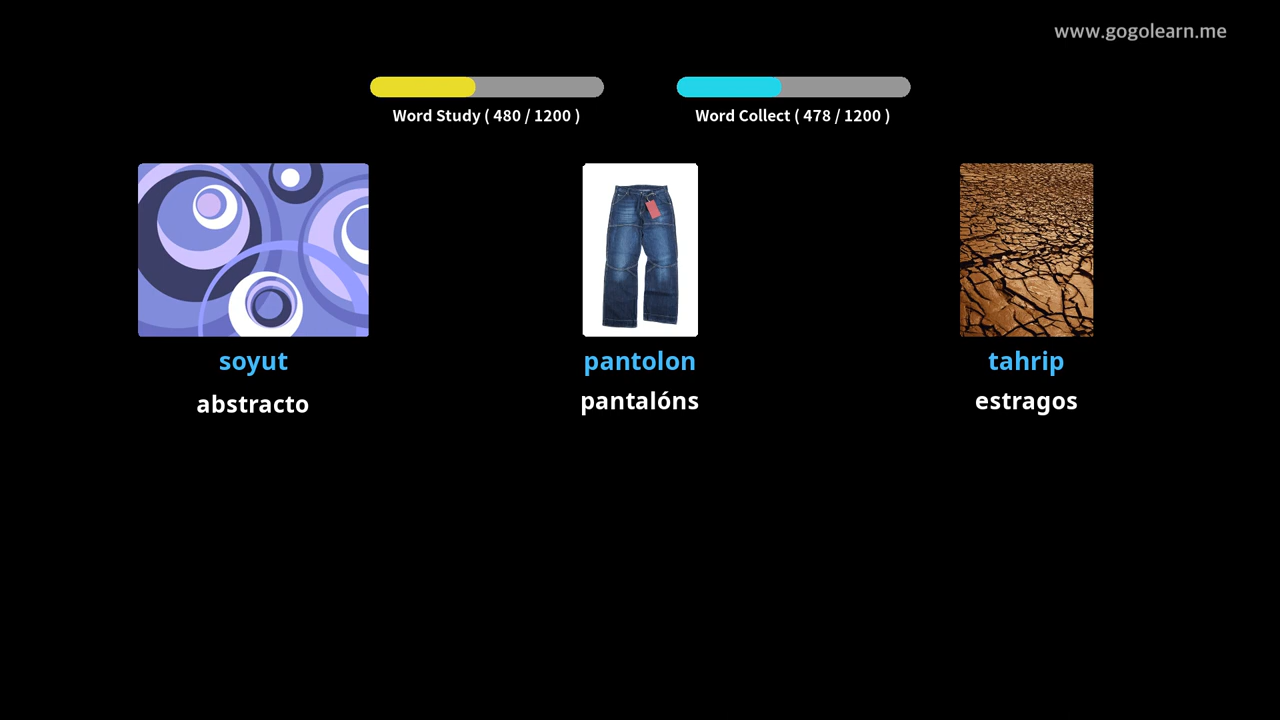 www.gogolearn.me
Word Study ( 480 / 1200 )
Word Collect ( 478 / 1200 )
soyut
pantolon
tahrip
abstracto
pantalóns
estragos